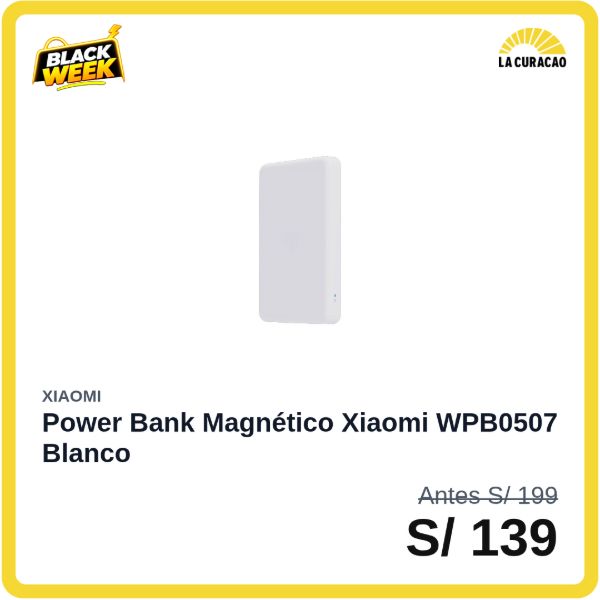 BLACK
WEEK
LA CURACAO
XIAOMI
Power Bank Magnético Xiaomi WPB0507
Blanco
Antes S/ 199
S/ 139